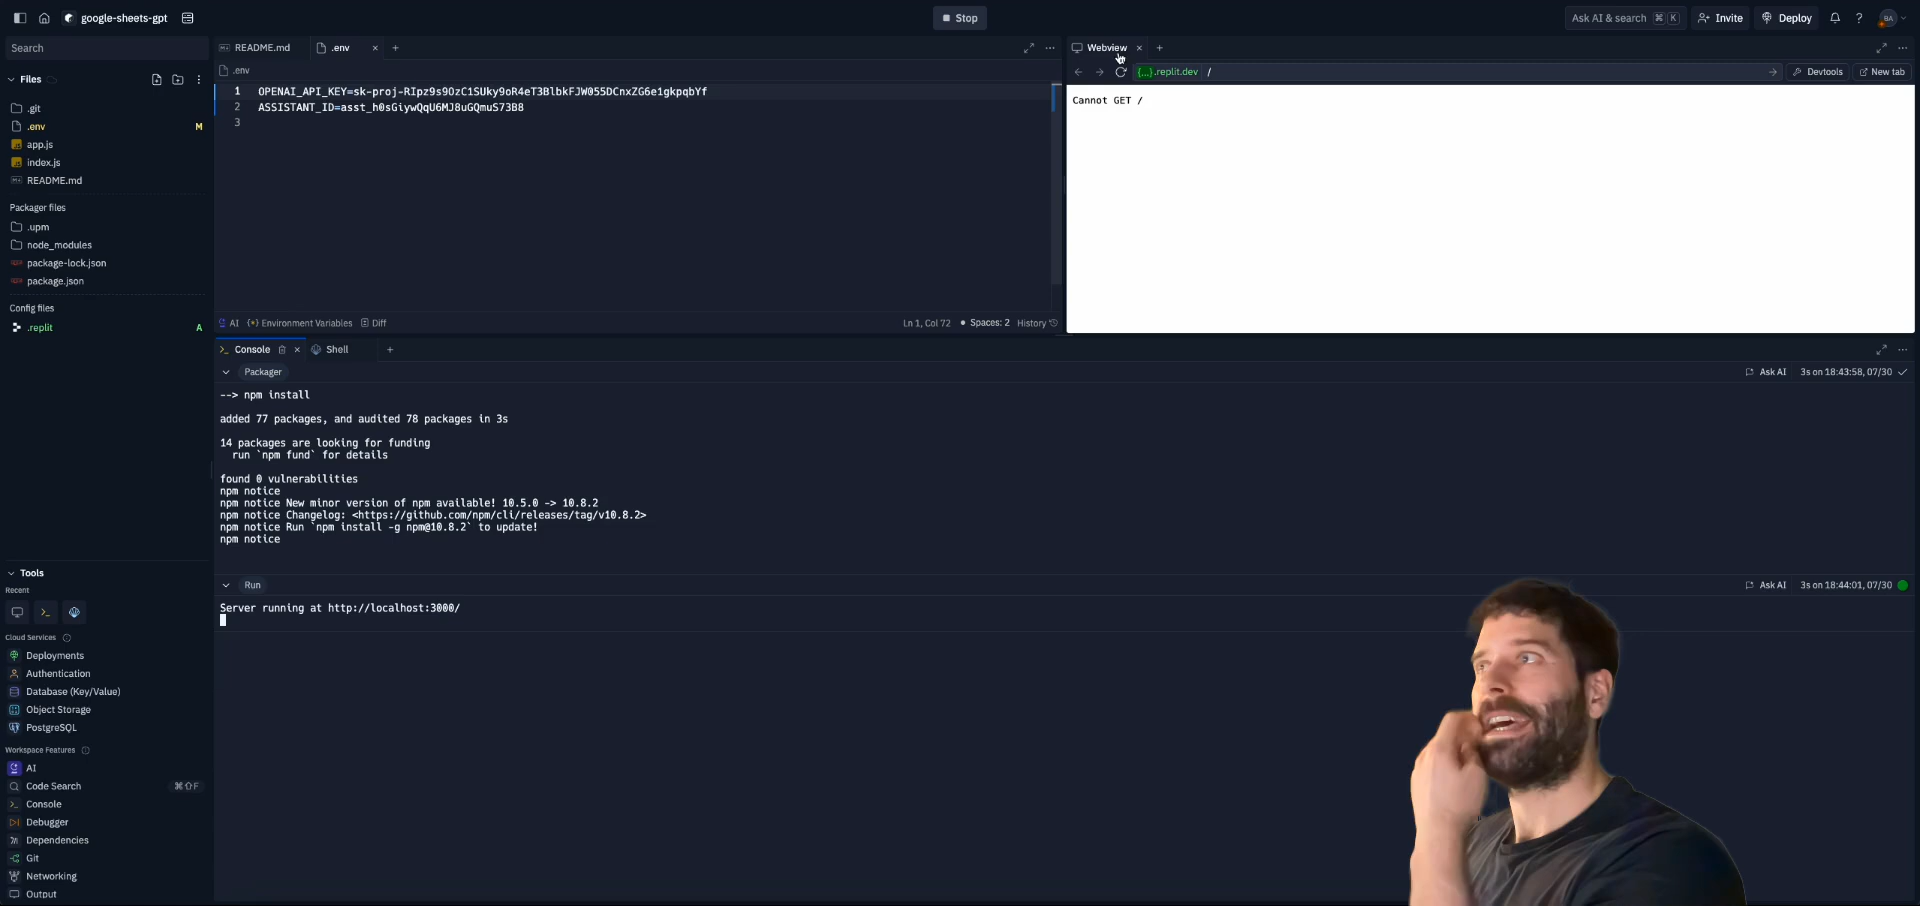 google-sheets-gpt
Stop
Ask AI & search ⌘ K
Invite
Deploy
BA
Search
README.md
.env
Webview
Files
.env
{...}.replit.dev /
Devtools
New tab
1 OPENAI_API_KEY=sk-proj-RIpz9s9OzC1SUky9oR4eT3BlbkFJW055DCnxZG6e1gkpqbYf
2 ASSISTANT_ID=asst_h0sGiywQqU6MJ8uGQmuS73B8
3
Cannot GET /
.git
.env M
app.js
index.js
README.md
Packager files
.upm
node_modules
package-lock.json
package.json
Config files
.replit A
AI {•} Environment Variables Diff
Ln 1, Col 72 • Spaces: 2 History
Console
Shell
Packager
Ask AI 3s on 18:43:58, 07/30
--> npm install
added 77 packages, and audited 78 packages in 3s
14 packages are looking for funding
run `npm fund` for details
found 0 vulnerabilities
npm notice
npm notice New minor version of npm available! 10.5.0 -> 10.8.2
npm notice Changelog: <https://github.com/npm/cli/releases/tag/v10.8.2>
npm notice Run `npm install -g npm@10.8.2` to update!
npm notice
Run
Ask AI 3s on 18:44:01, 07/30
Server running at http://localhost:3000/
Tools
Recent
Cloud Services
Deployments
Authentication
Database (Key/Value)
Object Storage
PostgreSQL
Workspace Features
AI
Code Search ⌘⇧F
Console
Debugger
Dependencies
Git
Networking
Output